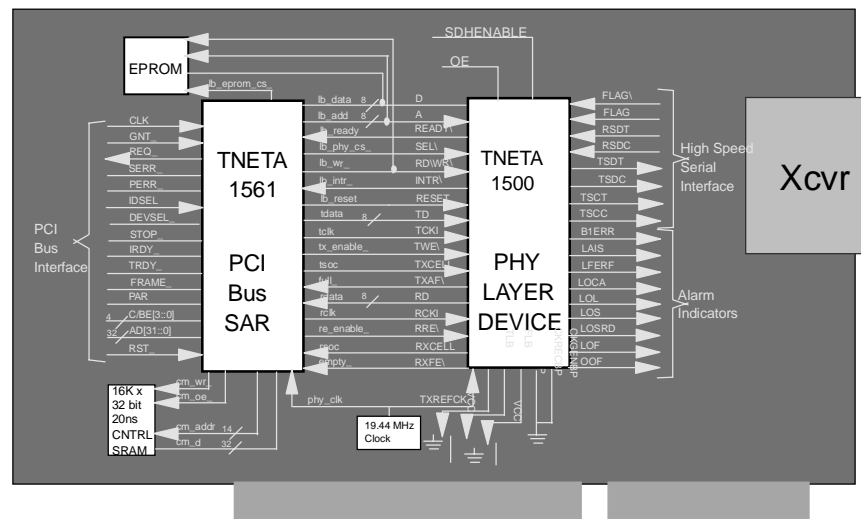 SDHENABLE
OE
EPROM
lb_eprom_cs_
CLK
GNT_
REQ_
SERR_
PERR_
IDSEL
DEVSEL_
STOP_
IRDY_
TRDY_
FRAME_
PAR
4 C/BE[3::0]
32 AD[31::0]
RST_
PCI
Bus
Interface
TNETA
1561
PCI
Bus
SAR
lb_data 8 D
lb_add 8 A
lb_ready READY\
lb_phy_cs_ SEL\
lb_wr_ RD\WR\
lb_intr_ INTR\
lb_reset RESET
tdata 8 TD
tclk TCKI
tx_enable_ TWE\
tsoc TXCELL
full_ TXAF\
rdata 8 RD
rclk RCKI
re_enable_ RRE\
rsoc RXCELL
empty_ RXFE\
TNETA
1500
PHY
LAYER
DEVICE
FLAG\
FLAG
RSDT
RSDC
TSDT
TSDC
TSCT
TSCC
B1ERR
LAIS
LFERF
LOCA
LOL
LOS
LOSRD
LOF
OOF
High Speed
Serial
Interface
Alarm
Indicators
Xcvr
cm_wr_
cm_oe_
cm_addr 14
cm_d 32
16K x
32 bit
20ns
CNTRL
SRAM
phy_clk
TXREFCK
19.44 MHz
Clock
VCC
CKGENBP